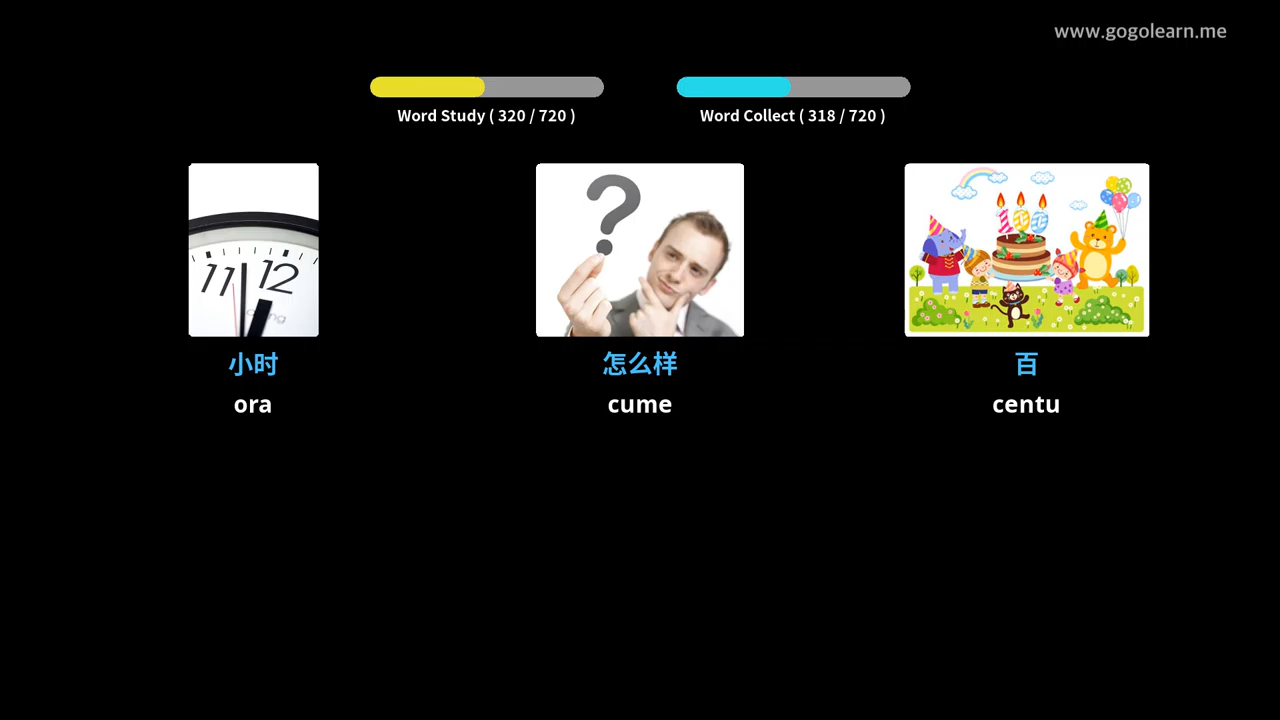 www.gogolearn.me
Word Study ( 320 / 720 )
Word Collect ( 318 / 720 )
11 12
100
小时
怎么样
百
ora
cume
centu